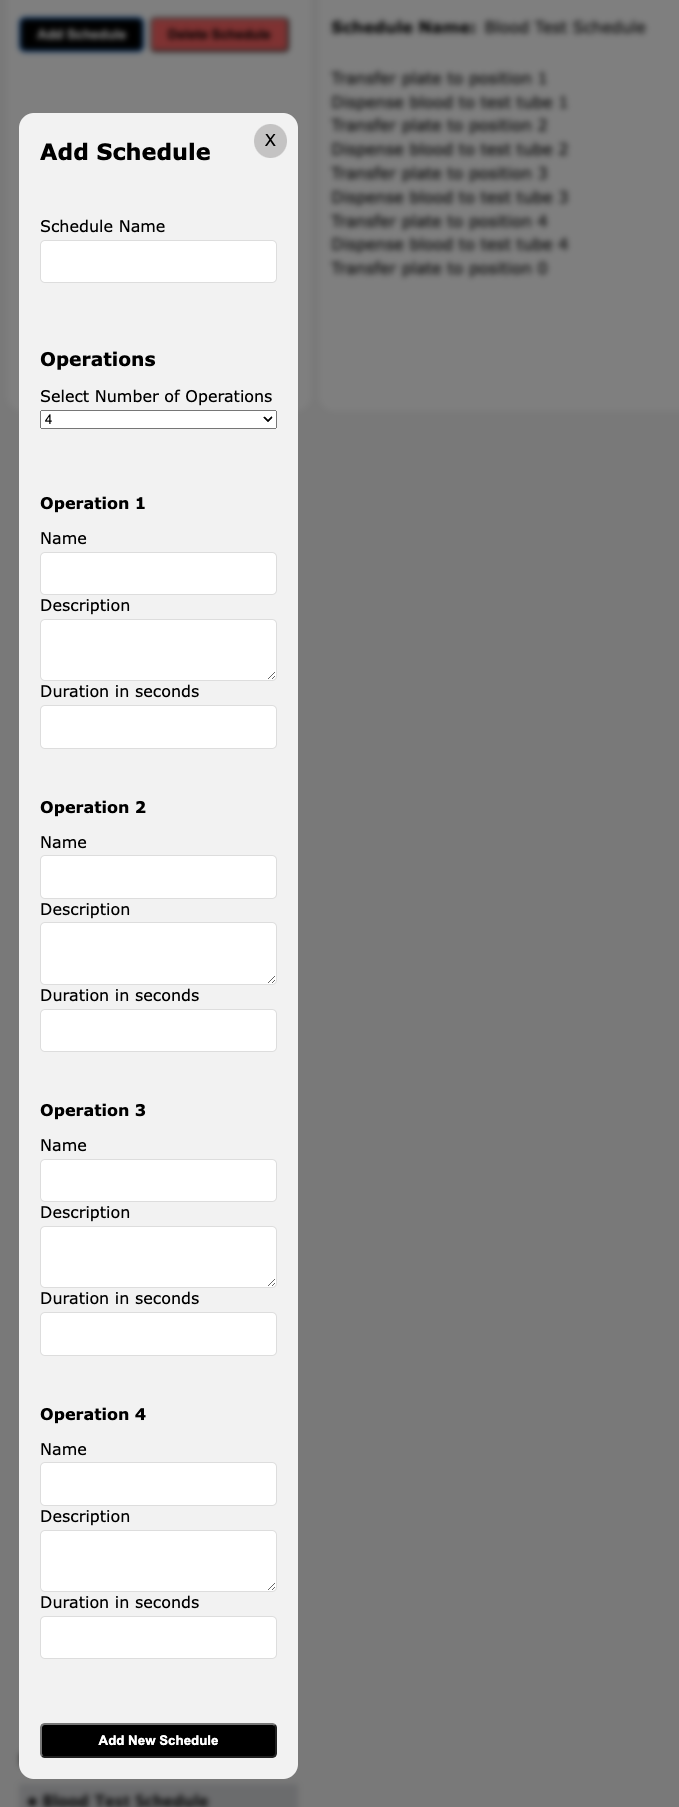 Add Schedule Delete Schedule
Schedule Name: Blood Test Schedule
Transfer plate to position 1
Dispense blood to test tube 1
Transfer plate to position 2
Dispense blood to test tube 2
Transfer plate to position 3
Dispense blood to test tube 3
Transfer plate to position 4
Dispense blood to test tube 4
Transfer plate to position 0
Add Schedule X
Schedule Name
Operations
Select Number of Operations
4
Operation 1
Name
Description
Duration in seconds
Operation 2
Name
Description
Duration in seconds
Operation 3
Name
Description
Duration in seconds
Operation 4
Name
Description
Duration in seconds
Add New Schedule
Blood Test Schedule